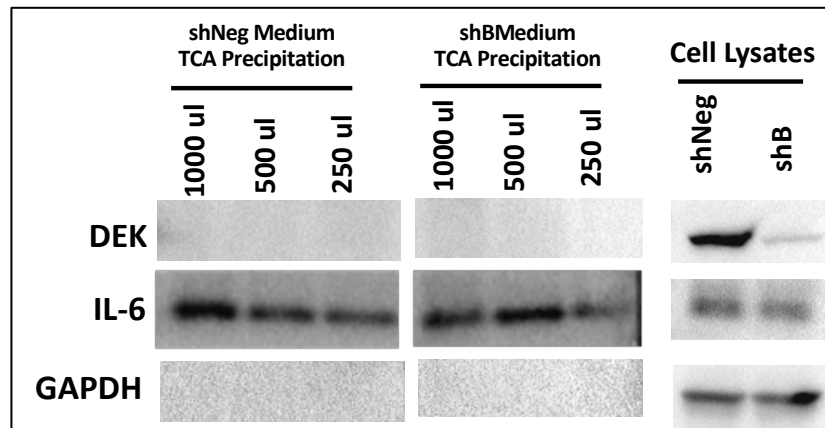 shNeg Medium
TCA Precipitation
shBMedium
TCA Precipitation
Cell Lysates
1000 ul
500 ul
250 ul
1000 ul
500 ul
250 ul
shNeg
shB
DEK
IL-6
GAPDH